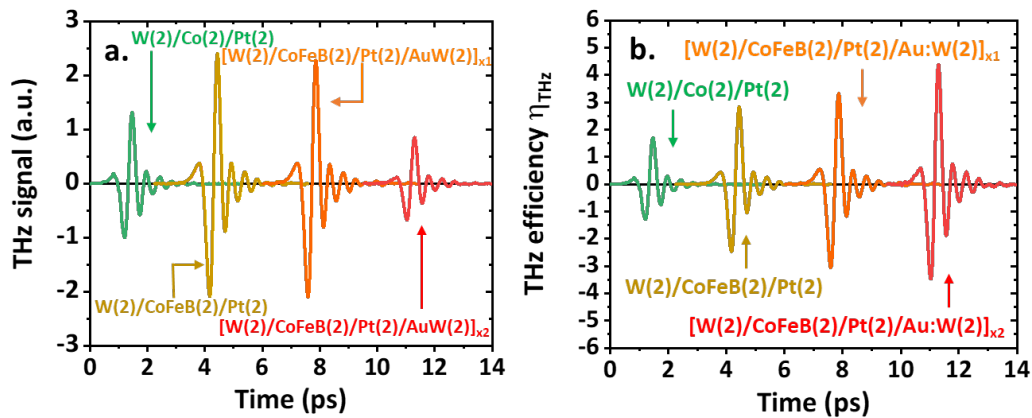 a.
W(2)/Co(2)/Pt(2)
[W(2)/CoFeB(2)/Pt(2)/AuW(2)]x1
W(2)/CoFeB(2)/Pt(2)
[W(2)/CoFeB(2)/Pt(2)/AuW(2)]x2
THz signal (a.u.)
3
2
1
0
-1
-2
-3
0 2 4 6 8 10 12 14
Time (ps)
b.
[W(2)/CoFeB(2)/Pt(2)/Au:W(2)]x1
W(2)/Co(2)/Pt(2)
W(2)/CoFeB(2)/Pt(2)
[W(2)/CoFeB(2)/Pt(2)/Au:W(2)]x2
THz efficiency ηTHz
6
5
4
3
2
1
0
-1
-2
-3
-4
-5
-6
0 2 4 6 8 10 12 14
Time (ps)